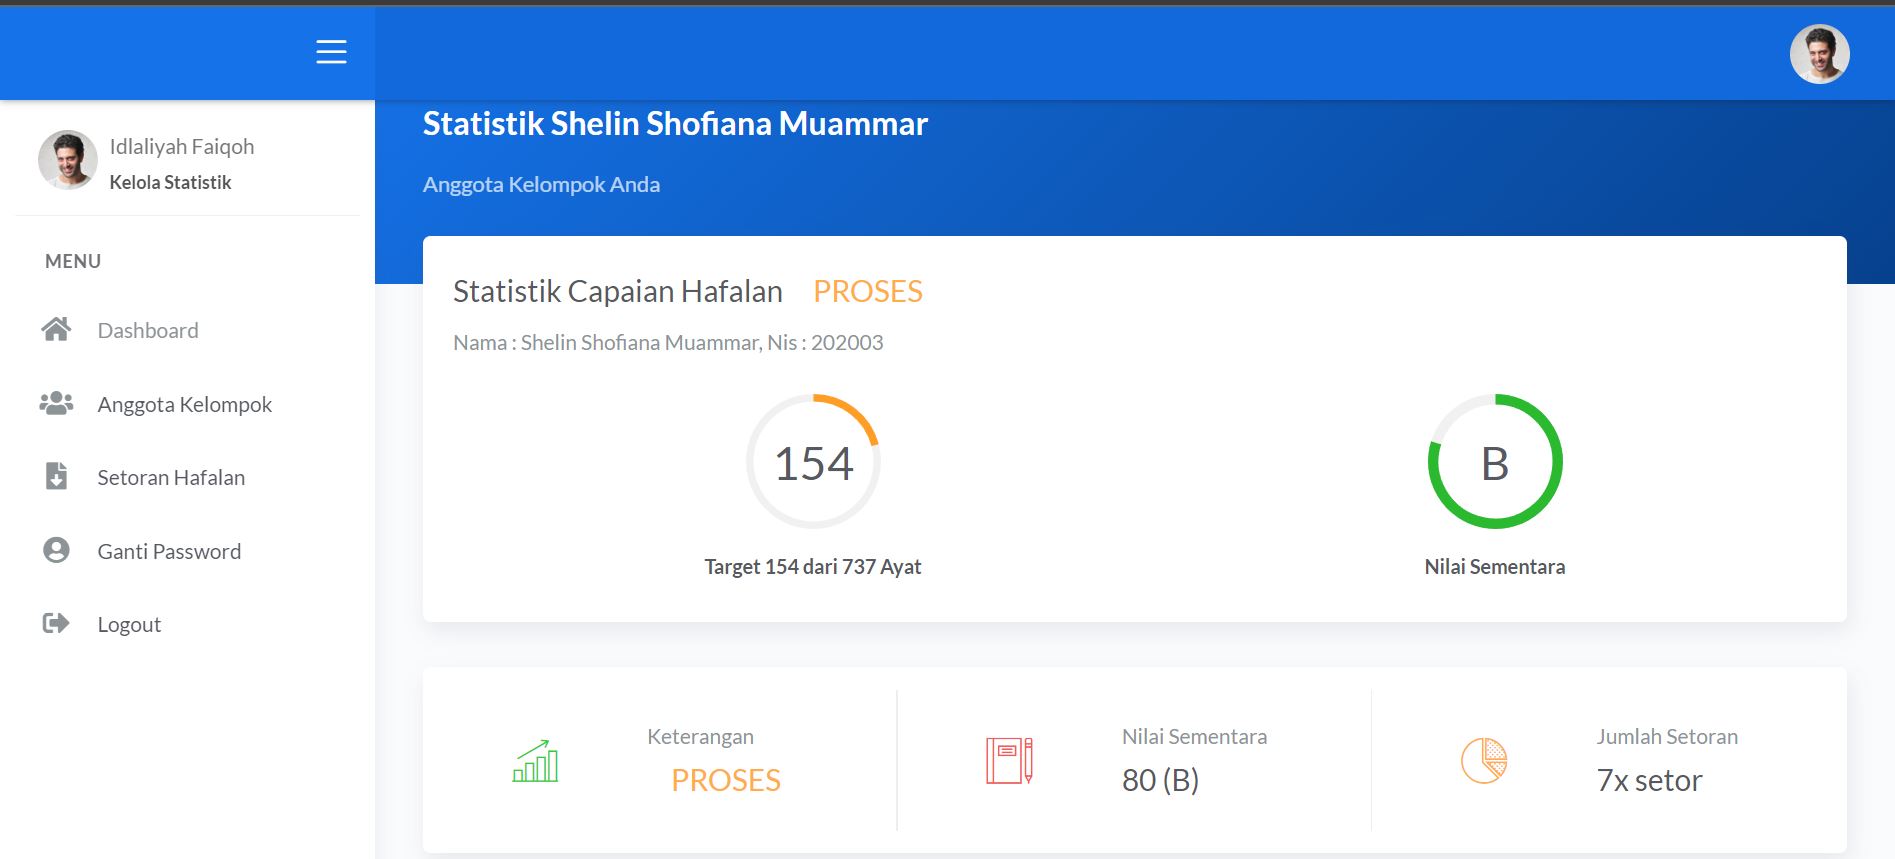 Idlaliyah Faiqoh
Kelola Statistik
MENU
Dashboard
Anggota Kelompok
Setoran Hafalan
Ganti Password
Logout
Statistik Shelin Shofiana Muammar
Anggota Kelompok Anda
Statistik Capaian Hafalan PROSES
Nama : Shelin Shofiana Muammar, Nis : 202003
154
Target 154 dari 737 Ayat
B
Nilai Sementara
Keterangan
PROSES
Nilai Sementara
80 (B)
Jumlah Setoran
7x setor